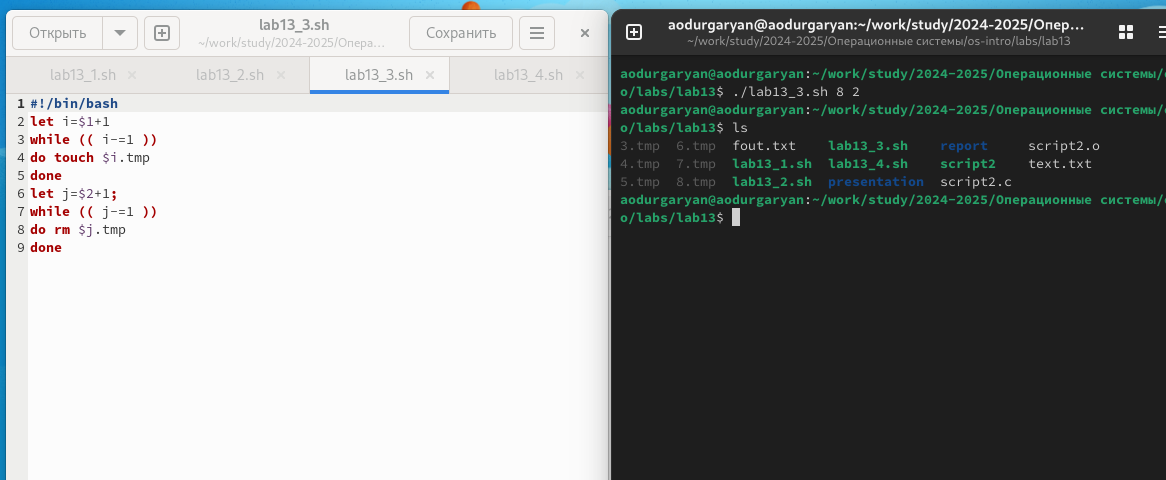 Открыть
lab13_3.sh
~/work/study/2024-2025/Опера…
Сохранить
lab13_1.sh
lab13_2.sh
lab13_3.sh
lab13_4.sh
1 #!/bin/bash
2 let i=$1+1
3 while (( i-=1 ))
4 do touch $i.tmp
5 done
6 let j=$2+1;
7 while (( j-=1 ))
8 do rm $j.tmp
9 done
aodurgaryan@aodurgaryan:~/work/study/2024-2025/Опер…
~/work/study/2024-2025/Операционные системы/os-intro/labs/lab13
aodurgaryan@aodurgaryan:~/work/study/2024-2025/Операционные системы/
o/labs/lab13$ ./lab13_3.sh 8 2
aodurgaryan@aodurgaryan:~/work/study/2024-2025/Операционные системы/
o/labs/lab13$ ls
3.tmp 6.tmp fout.txt lab13_3.sh report script2.o
4.tmp 7.tmp lab13_1.sh lab13_4.sh script2 text.txt
5.tmp 8.tmp lab13_2.sh presentation script2.c
aodurgaryan@aodurgaryan:~/work/study/2024-2025/Операционные системы/
o/labs/lab13$